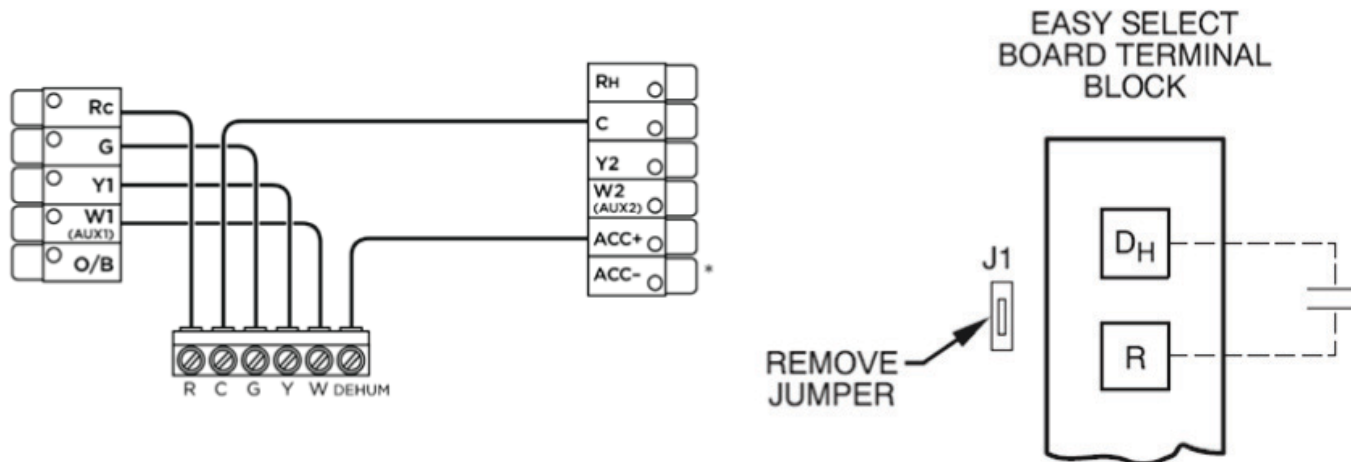 Rc
G
Y1
W1
(AUX1)
O/B
RH
C
Y2
W2
(AUX2)
ACC+
ACC-
*
R C G Y W DEHUM
EASY SELECT
BOARD TERMINAL
BLOCK
J1
DH
R
REMOVE
JUMPER